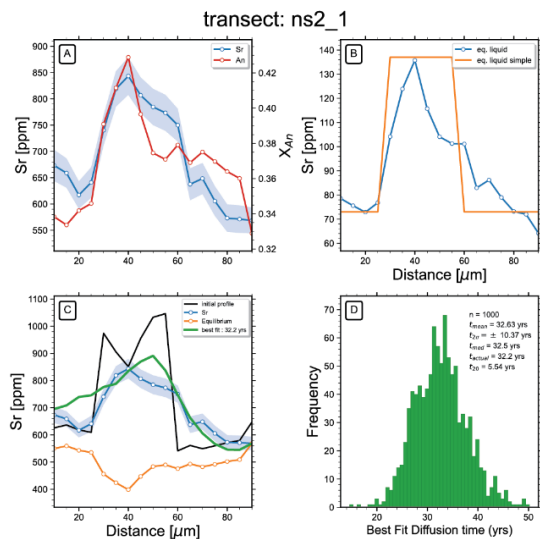 transect: ns2_1
A
Sr
An
900
850
800
750
700
650
600
550
Sr [ppm]
0.42
0.40
0.38
0.36
0.34
0.32
X_An
20
40
60
80
B
eq. liquid
eq. liquid simple
140
130
120
110
100
90
80
70
60
Sr [ppm]
20
40
60
80
Distance [µm]
C
initial profile
Sr
Equilibrium
best fit : 32.2 yrs
1100
1000
900
800
700
600
500
400
Sr [ppm]
20
40
60
80
Distance [µm]
D
n = 1000
t_mean = 32.63 yrs
t_2σ = ± 10.37 yrs
t_med = 32.5 yrs
t_actual = 32.2 yrs
70
60
50
40
30
20
10
0
Frequency
20
30
40
50
Best Fit Diffusion time (yrs)